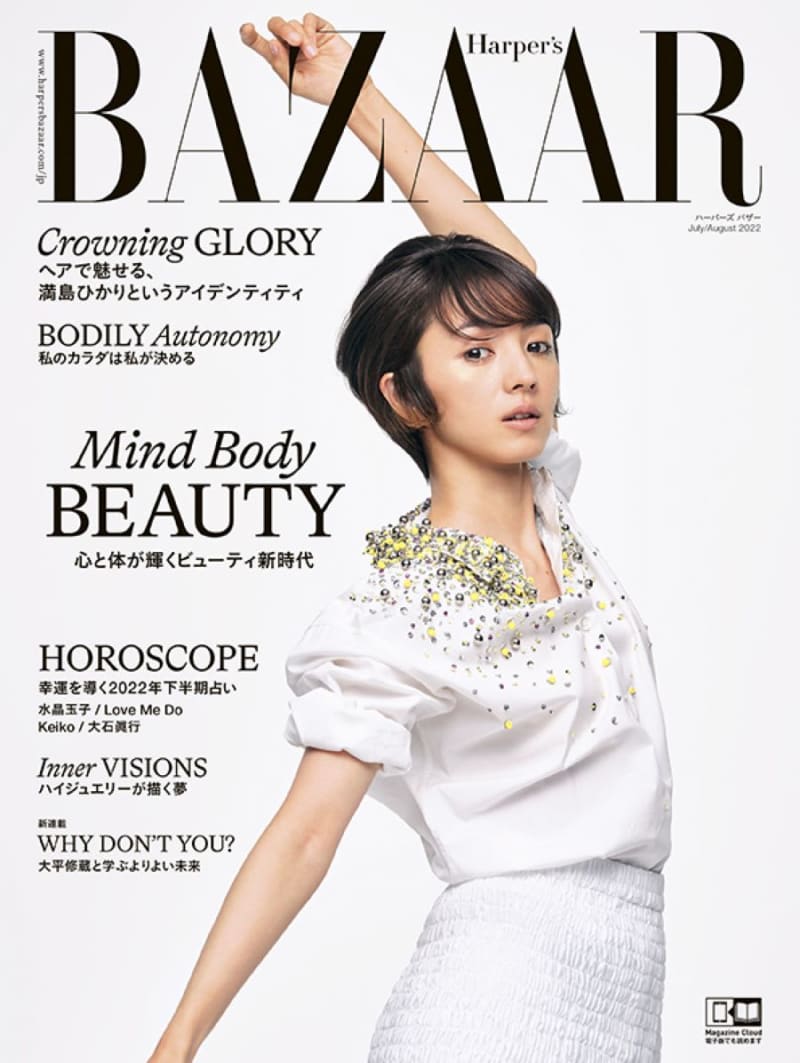 Harper's
BAZAAR
www.harpersbazaar.com/jp
ハーパーズ バザー
July/August 2022
Crowning GLORY
ヘアで魅せる、
満島ひかりというアイデンティティ
BODILY Autonomy
私のカラダは私が決める
Mind Body
BEAUTY
心と体が輝くビューティ新時代
HOROSCOPE
幸運を導く2022年下半期占い
水晶玉子 / Love Me Do
Keiko / 大石眞行
Inner VISIONS
ハイジュエリーが描く夢
新連載
WHY DON'T YOU?
大平修蔵と学ぶよりよい未来
Magazine Cloud
電子版でも読めます